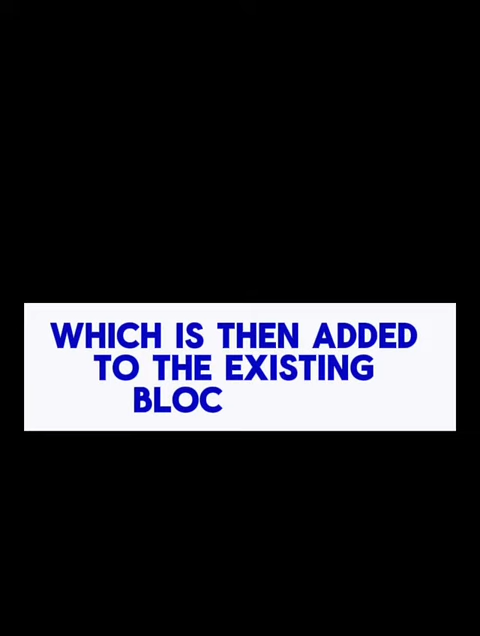 WHICH IS THEN ADDED
TO THE EXISTING
BLOC